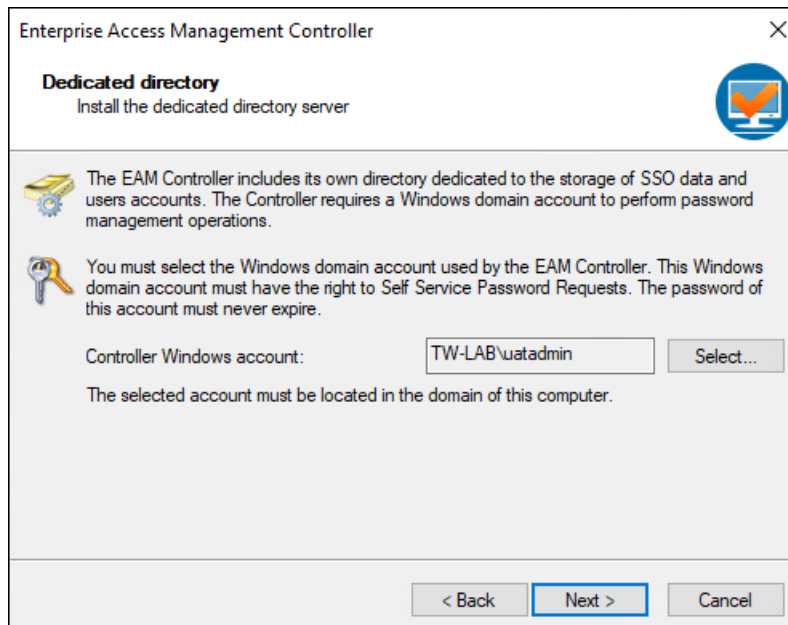 Enterprise Access Management Controller
Dedicated directory
Install the dedicated directory server
The EAM Controller includes its own directory dedicated to the storage of SSO data and
users accounts. The Controller requires a Windows domain account to perform password
management operations.
You must select the Windows domain account used by the EAM Controller. This Windows
domain account must have the right to Self Service Password Requests. The password of
this account must never expire.
Controller Windows account: TW-LAB\uatadmin Select...
The selected account must be located in the domain of this computer.
< Back Next > Cancel